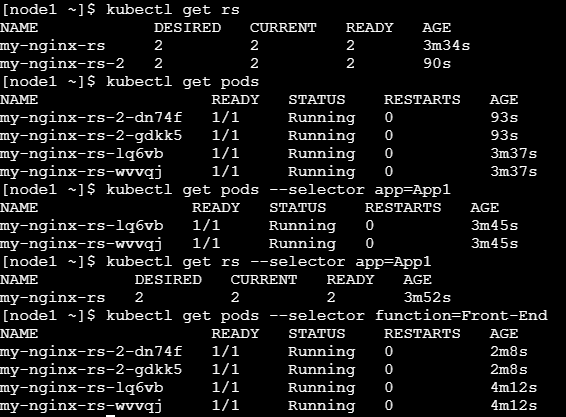 [node1 ~]$ kubectl get rs
NAME DESIRED CURRENT READY AGE
my-nginx-rs 2 2 2 3m34s
my-nginx-rs-2 2 2 2 90s
[node1 ~]$ kubectl get pods
NAME READY STATUS RESTARTS AGE
my-nginx-rs-2-dn74f 1/1 Running 0 93s
my-nginx-rs-2-gdkk5 1/1 Running 0 93s
my-nginx-rs-lq6vb 1/1 Running 0 3m37s
my-nginx-rs-wvvqj 1/1 Running 0 3m37s
[node1 ~]$ kubectl get pods --selector app=App1
NAME READY STATUS RESTARTS AGE
my-nginx-rs-lq6vb 1/1 Running 0 3m45s
my-nginx-rs-wvvqj 1/1 Running 0 3m45s
[node1 ~]$ kubectl get rs --selector app=App1
NAME DESIRED CURRENT READY AGE
my-nginx-rs 2 2 2 3m52s
[node1 ~]$ kubectl get pods --selector function=Front-End
NAME READY STATUS RESTARTS AGE
my-nginx-rs-2-dn74f 1/1 Running 0 2m8s
my-nginx-rs-2-gdkk5 1/1 Running 0 2m8s
my-nginx-rs-lq6vb 1/1 Running 0 4m12s
my-nginx-rs-wvvqj 1/1 Running 0 4m12s